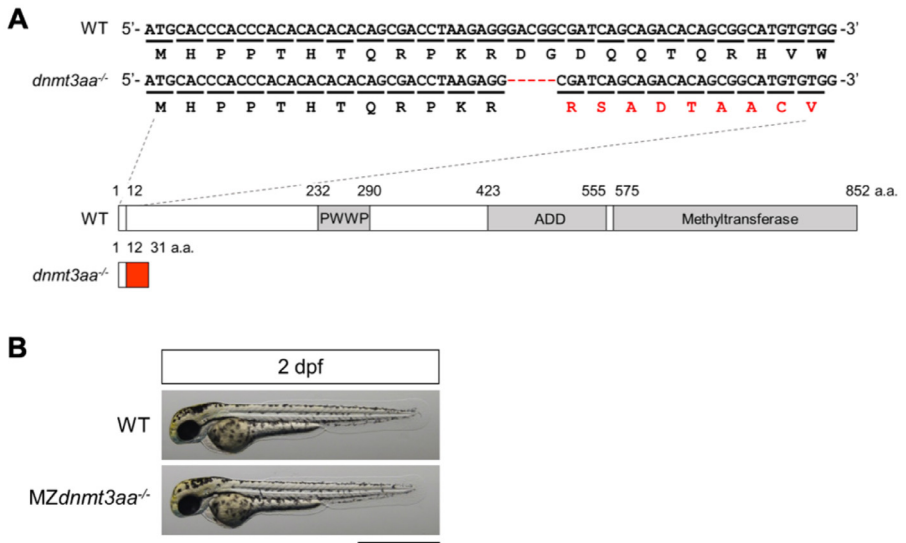 A
WT 5'- ATGCACCCACCCACACACACACAGCGACCTAAGAGGGACGGCGATCAGCAGACACAGCGGCATGTGTGG -3'
M H P P T H T Q R P K R D G D Q Q T Q R H V W
dnmt3aa-/- 5'- ATGCACCCACCCACACACACACAGCGACCTAAGAGG-----CGATCAGCAGACACAGCGGCATGTGTGG -3'
M H P P T H T Q R P K R R S A D T A A C V
1 12 232 290 423 555 575 852 a.a.
WT PWWP ADD Methyltransferase
1 12 31 a.a.
dnmt3aa-/-
B
2 dpf
WT
MZdnmt3aa-/-